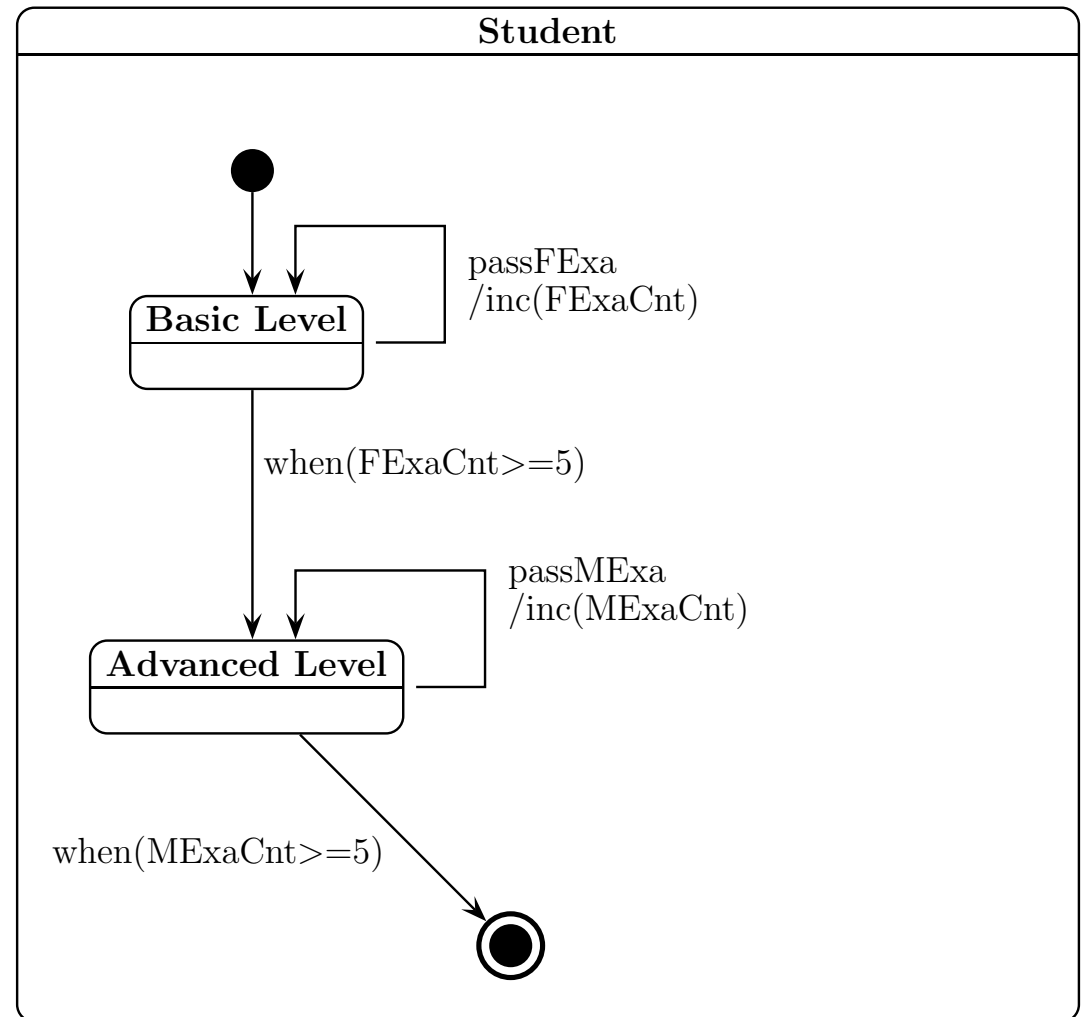 Student
passFExa
/inc(FExaCnt)
Basic Level
when(FExaCnt>=5)
passMExa
/inc(MExaCnt)
Advanced Level
when(MExaCnt>=5)